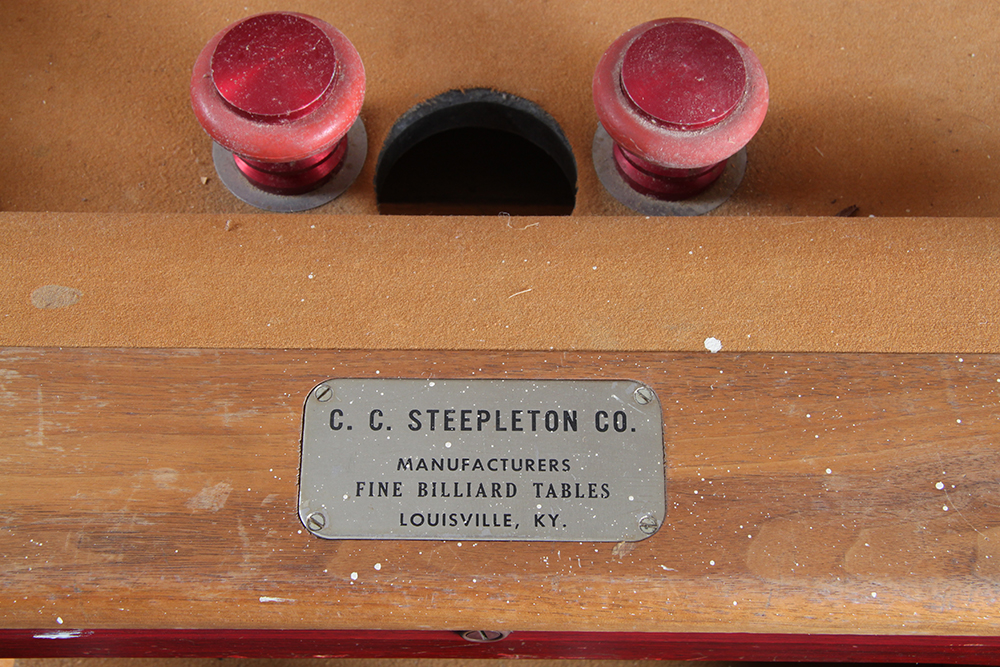 C. C. STEEPLETON CO.
MANUFACTURERS
FINE BILLIARD TABLES
LOUISVILLE, KY.